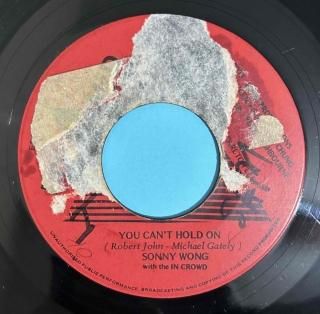 YOU CAN'T HOLD ON
( Robert John - Michael Gately )
SONNY WONG
with the IN CROWD
UNAUTHORISED PUBLIC PERFORMANCE, BROADCASTING AND COPYING OF THIS RECORD PROHIBITED